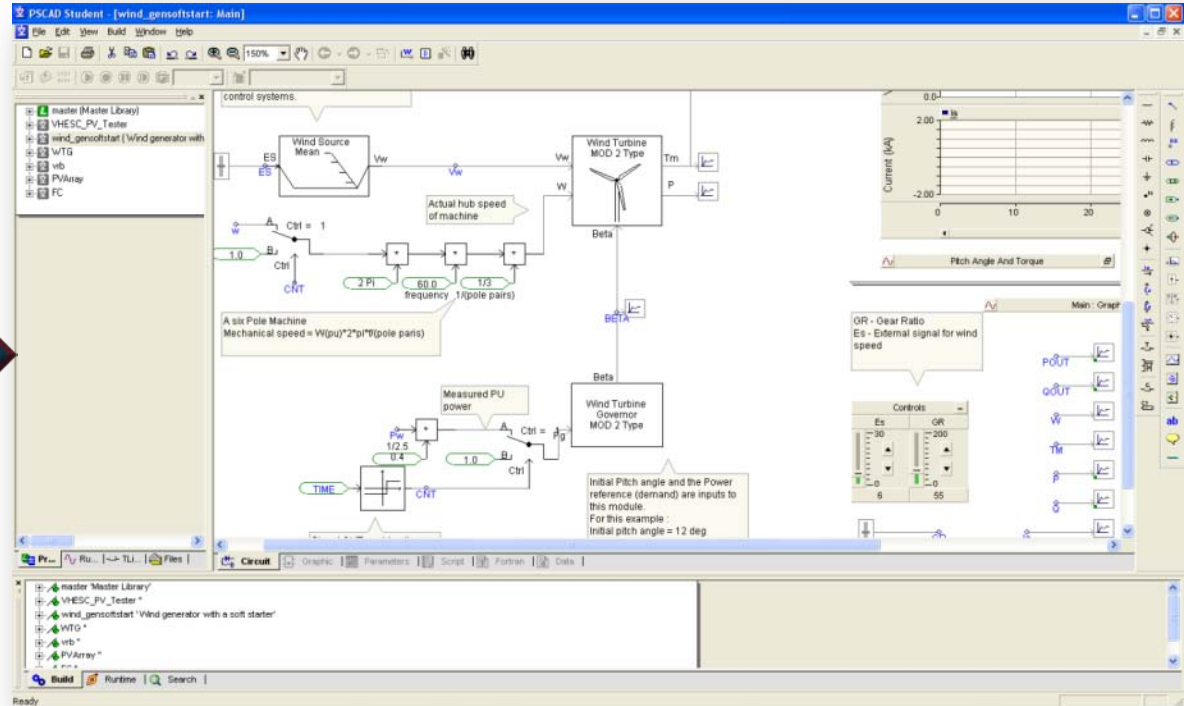 PSCAD Student - [wind_gensoftstart: Main]
File Edit View Build Window Help
150%
master (Master Library)
VHESC_PV_Tester
wind_gensoftstart ( Wind generator with
WTG
vrb
PVArray
FC
Pr... Ru... TLi... Files
control systems.
Wind Source
Mean
ES
ES
Vw
Vw
Vw
W
Wind Turbine
MOD 2 Type
Tm
P
Beta
Actual hub speed
of machine
w
A
Ctrl = 1
1.0
B
Ctrl
CNT
2 Pi
60.0
1/3
frequency
1/(pole pairs)
A six Pole Machine
BETA
Beta
Wind Turbine
Governor
MOD 2 Type
Measured PU
power
Pw
1/2.5
0.4
A
Ctrl =
Pg
1.0
B
Ctrl
TIME
CNT
Initial Pitch angle and the Power
reference (demand) are inputs to
this module.
For this example :
Initial pitch angle = 12 deg
0.0
Is
2.00
Current (kA)
-2.00
0 10 20
Pitch Angle And Torque
Main : Graph
GR - Gear Ratio
Es - External signal for wind
speed
Controls
Es GR
30 200
0 0
6 55
POUT
QOUT
W
TM
P
Q
Circuit Graphic Parameters Script Fortran Data
ab
master 'Master Library'
VHESC_PV_Tester "
wind_gensoftstart 'Wind generator with a soft starter'
WTG "
vrb "
PVArray "
Build Runtime Search
Ready